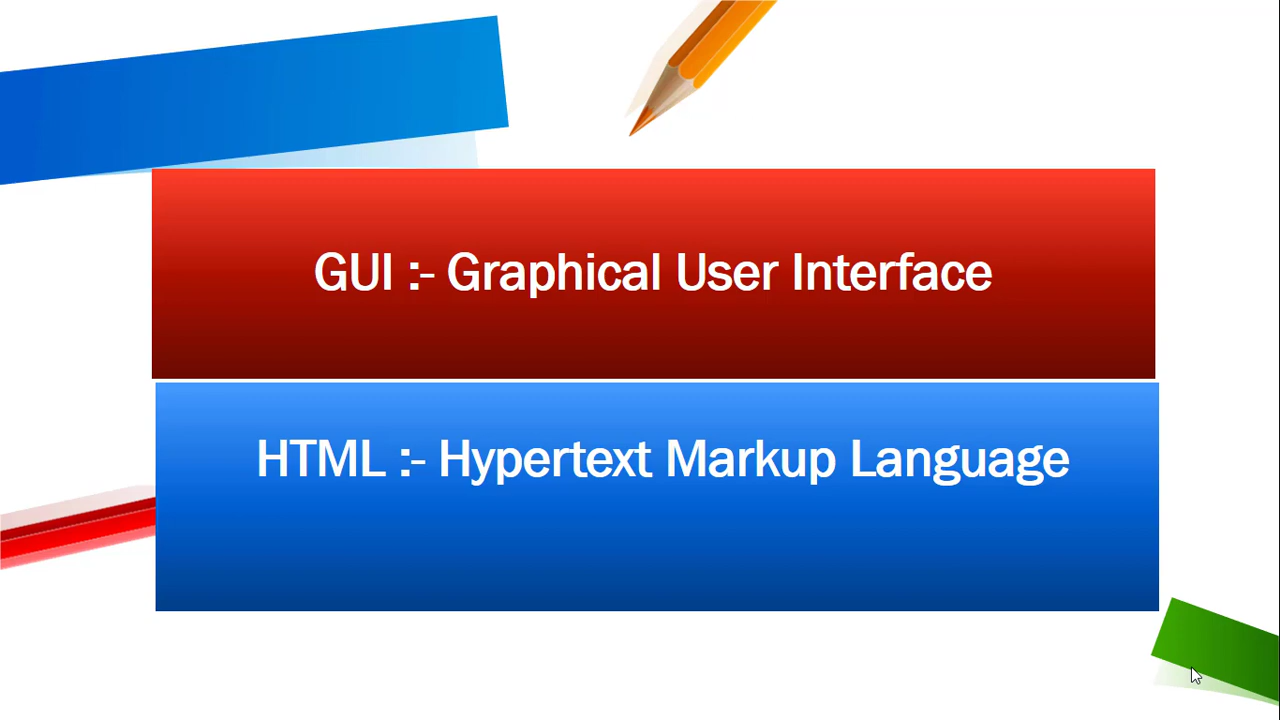 GUI :- Graphical User Interface
HTML :- Hypertext Markup Language